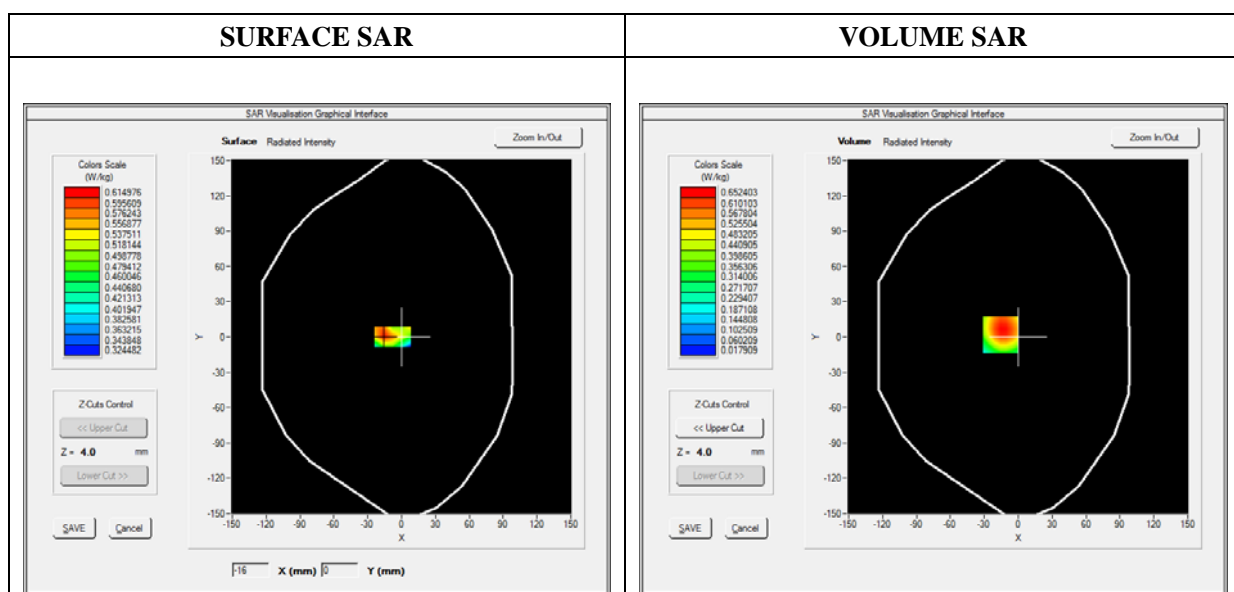 SURFACE SAR
SAR Visualisation Graphical Interface
Surface Radiated Intensity
Zoom In/Out
Colors Scale
(W/kg)
0.614976
0.595609
0.576243
0.556877
0.537511
0.518144
0.498778
0.479412
0.460046
0.440680
0.421313
0.401947
0.382581
0.363215
0.343848
0.324482
Z-Cuts Control
<< Upper Cut
Z = 4.0 mm
Lower Cut >>
SAVE Cancel
150
120
90
60
30
0
-30
-60
-90
-120
-150
Y
-150 -120 -90 -60 -30 0 30 60 90 120 150
X
-16 X (mm) 0 Y (mm)
VOLUME SAR
SAR Visualisation Graphical Interface
Volume Radiated Intensity
Zoom In/Out
Colors Scale
(W/kg)
0.652403
0.610103
0.567804
0.525504
0.483205
0.440905
0.398605
0.356306
0.314006
0.271707
0.229407
0.187108
0.144808
0.102509
0.060209
0.017909
Z-Cuts Control
<< Upper Cut
Z = 4.0 mm
Lower Cut >>
SAVE Cancel
150
120
90
60
30
0
-30
-60
-90
-120
-150
Y
-150 -120 -90 -60 -30 0 30 60 90 120 150
X